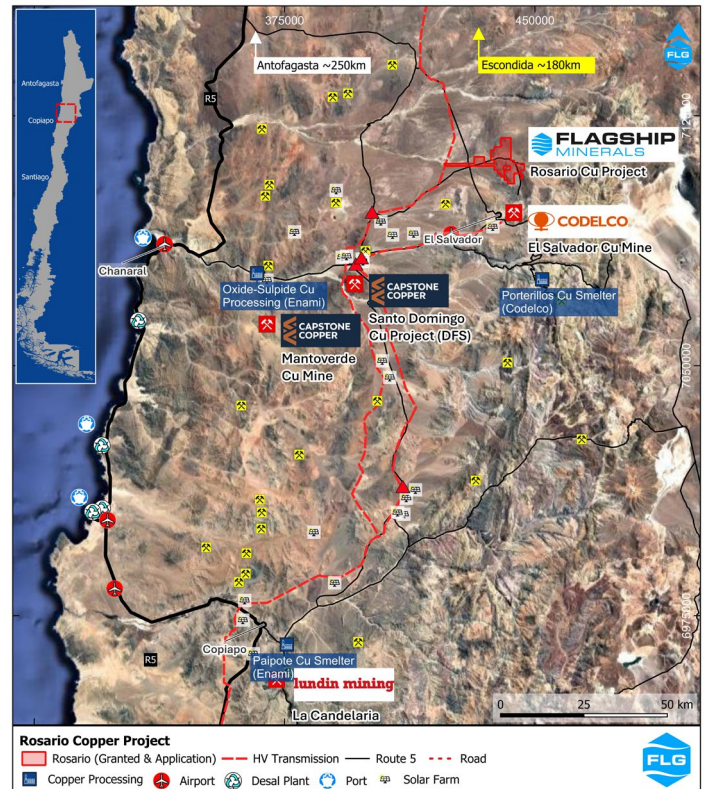 375000
450000
Antofagasta ~250km
Escondida ~180km
FLG
Antofagasta
Copiapo
Santiago
R5
7125000
FLAGSHIP
MINERALS
Rosario Cu Project
CODELCO
El Salvador
El Salvador Cu Mine
Chanaral
Oxide-Sulpide Cu
Processing (Enami)
CAPSTONE
COPPER
Santo Domingo
Cu Project (DFS)
Porterillos Cu Smelter
(Codelco)
CAPSTONE
COPPER
Mantoverde
Cu Mine
7050000
6975000
Copiapo
R5
Paipote Cu Smelter
(Enami)
lundin mining
La Candelaria
0 25 50 km
Rosario Copper Project
Rosario (Granted & Application) HV Transmission Route 5 Road
Copper Processing Airport Desal Plant Port Solar Farm
FLG